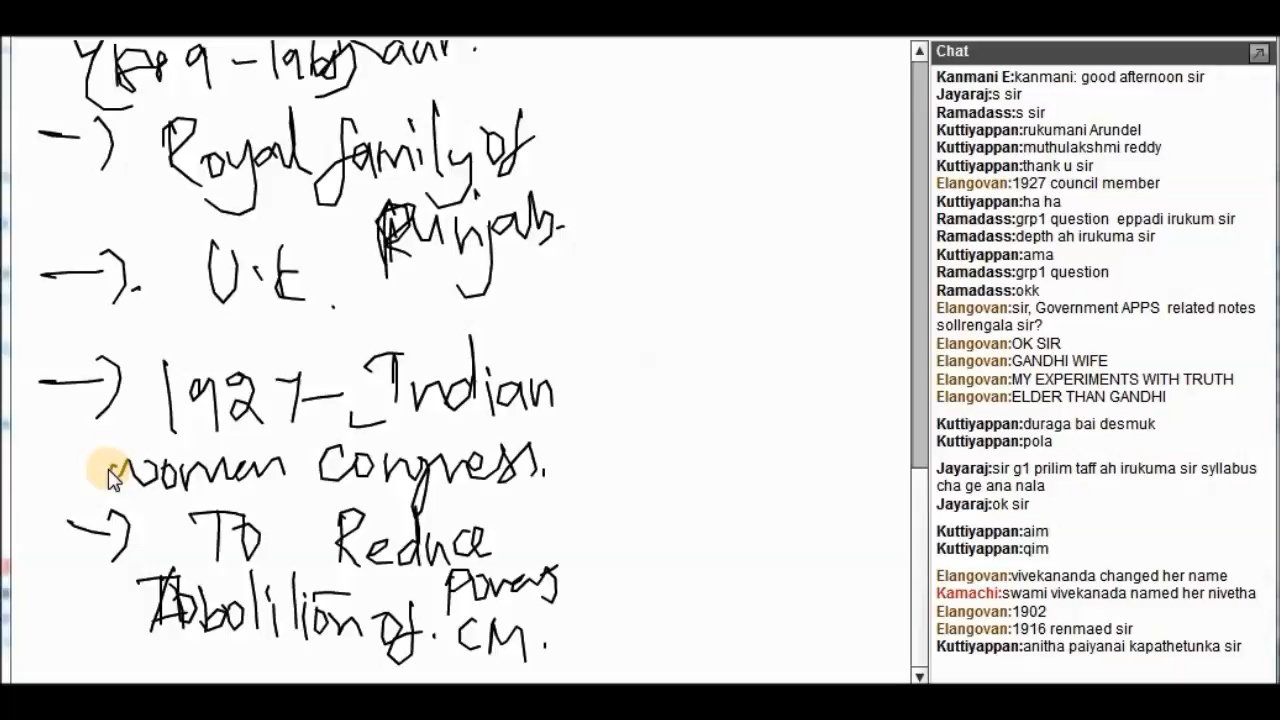 9 - 1964
→ Royal family of
Punjab.
→ U.K.
→ 1927 - Indian
women congress.
→ To Reduce
Abolition of
CM.
Chat
Kanmani E:kanmani: good afternoon sir
Jayaraj:s sir
Ramadass:s sir
Kuttiyappan:rukumani Arundel
Kuttiyappan:muthulakshmi reddy
Kuttiyappan:thank u sir
Elangovan:1927 council member
Kuttiyappan:ha ha
Ramadass:grp1 question eppadi irukum sir
Ramadass:depth ah irukuma sir
Kuttiyappan:ama
Ramadass:grp1 question
Ramadass:okk
Elangovan:sir, Government APPS related notes
sollrengala sir?
Elangovan:OK SIR
Elangovan:GANDHI WIFE
Elangovan:MY EXPERIMENTS WITH TRUTH
Elangovan:ELDER THAN GANDHI
Kuttiyappan:duraga bai desmuk
Kuttiyappan:pola
Jayaraj:sir g1 prilim taff ah irukuma sir syllabus
cha ge ana nala
Jayaraj:ok sir
Kuttiyappan:aim
Kuttiyappan:qim
Elangovan:vivekananda changed her name
Kamachi:swami vivekanada named her nivetha
Elangovan:1902
Elangovan:1916 renmaed sir
Kuttiyappan:anitha paiyanai kapathetunka sir